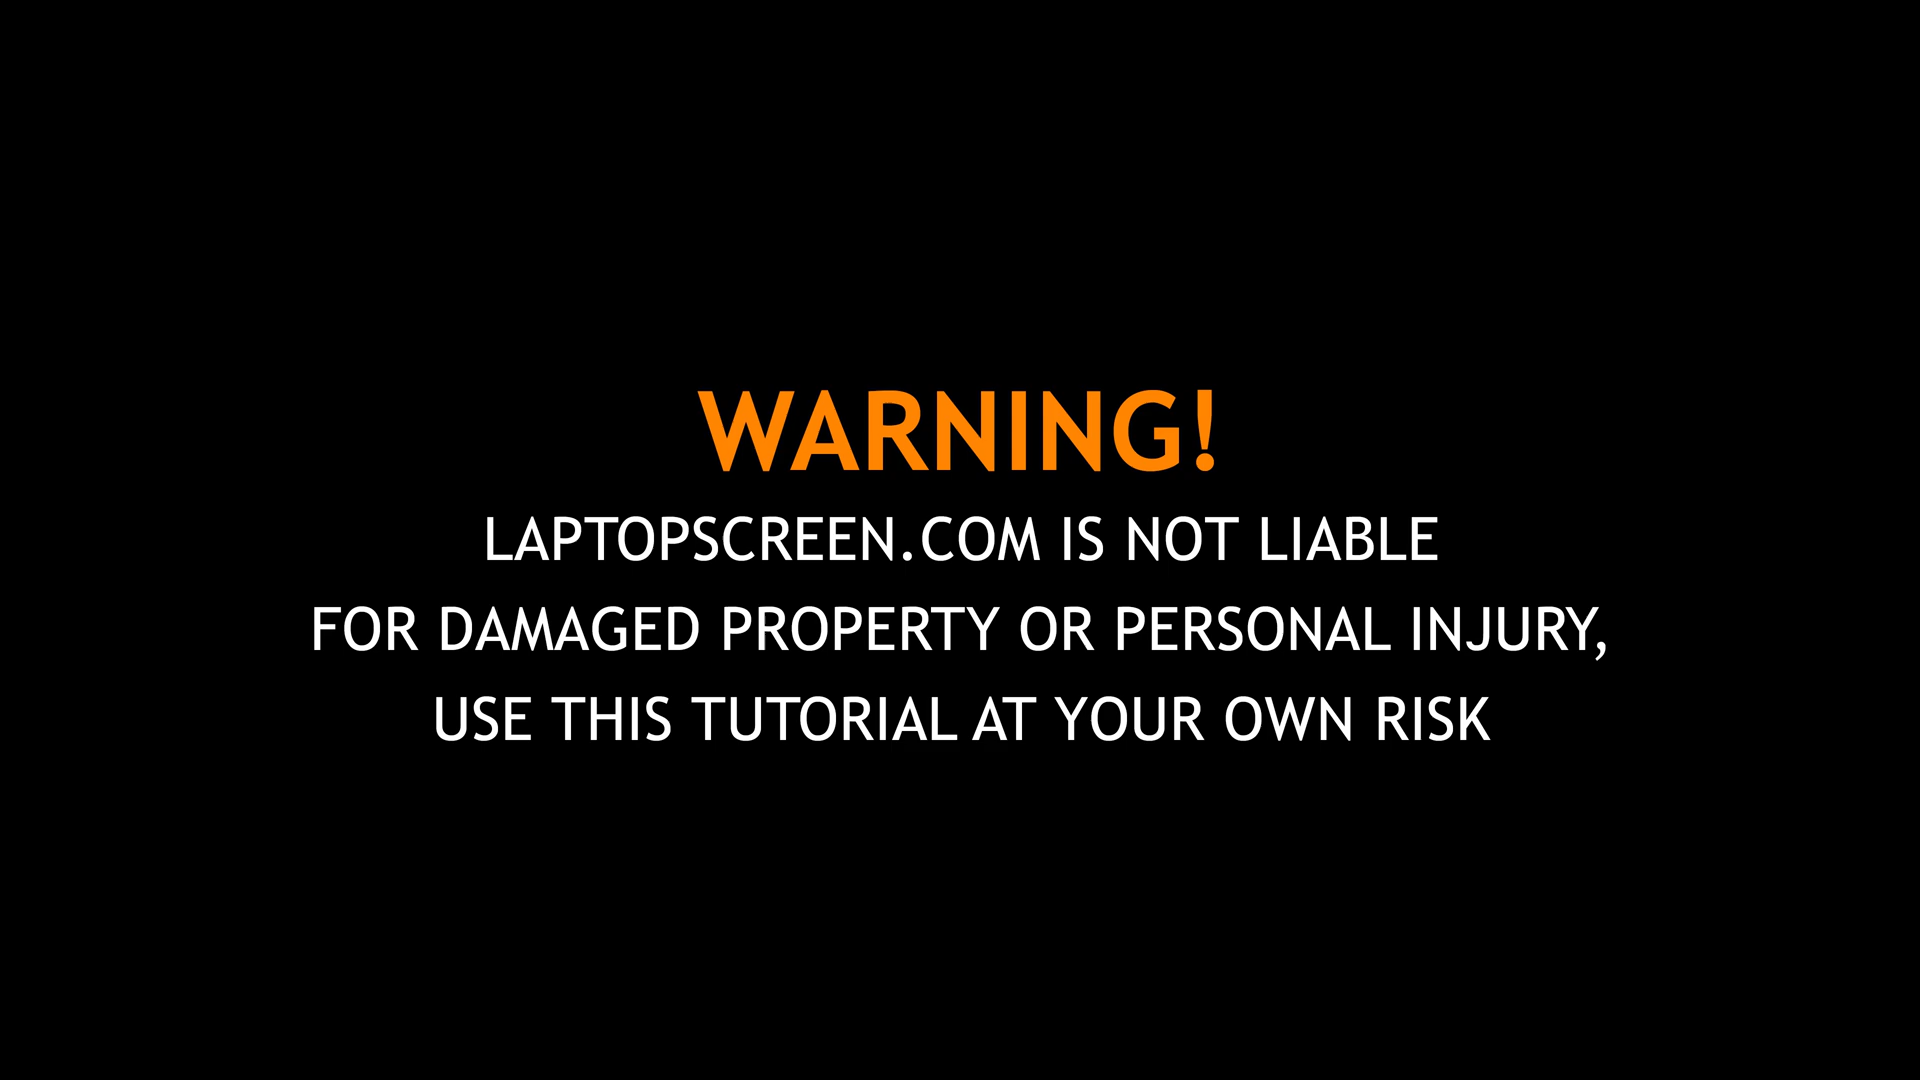 WARNING!
LAPTOPSCREEN.COM IS NOT LIABLE
FOR DAMAGED PROPERTY OR PERSONAL INJURY,
USE THIS TUTORIAL AT YOUR OWN RISK